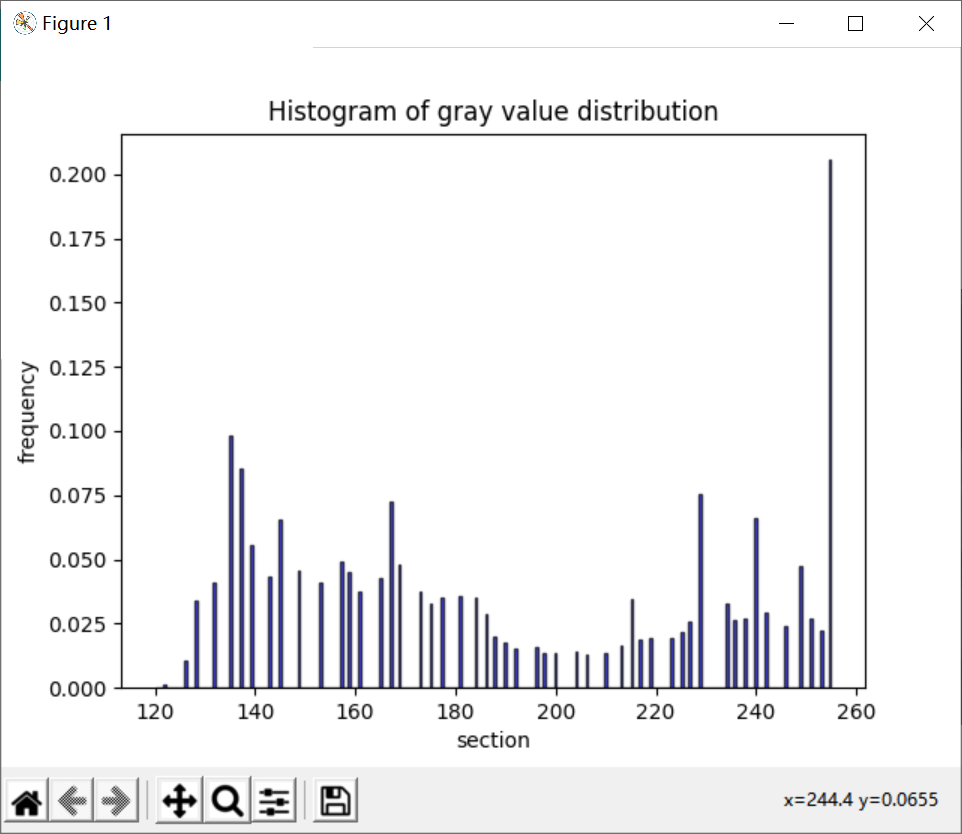 Figure 1
Histogram of gray value distribution
0.200
0.175
0.150
0.125
0.100
0.075
0.050
0.025
0.000
frequency
120 140 160 180 200 220 240 260
section
x=244.4 y=0.0655